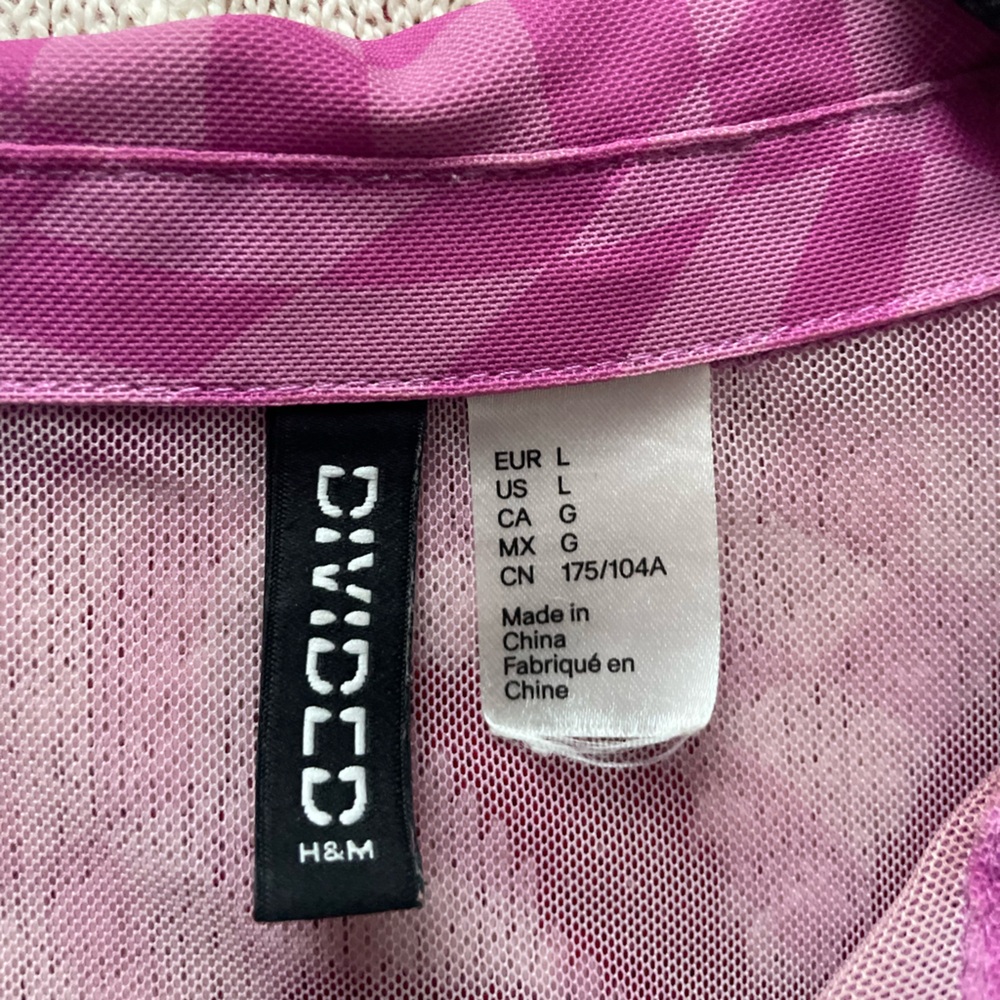 DIVIDED
H&M
EUR L
US L
CA G
MX G
CN 175/104A
Made in
China
Fabriqué en
Chine